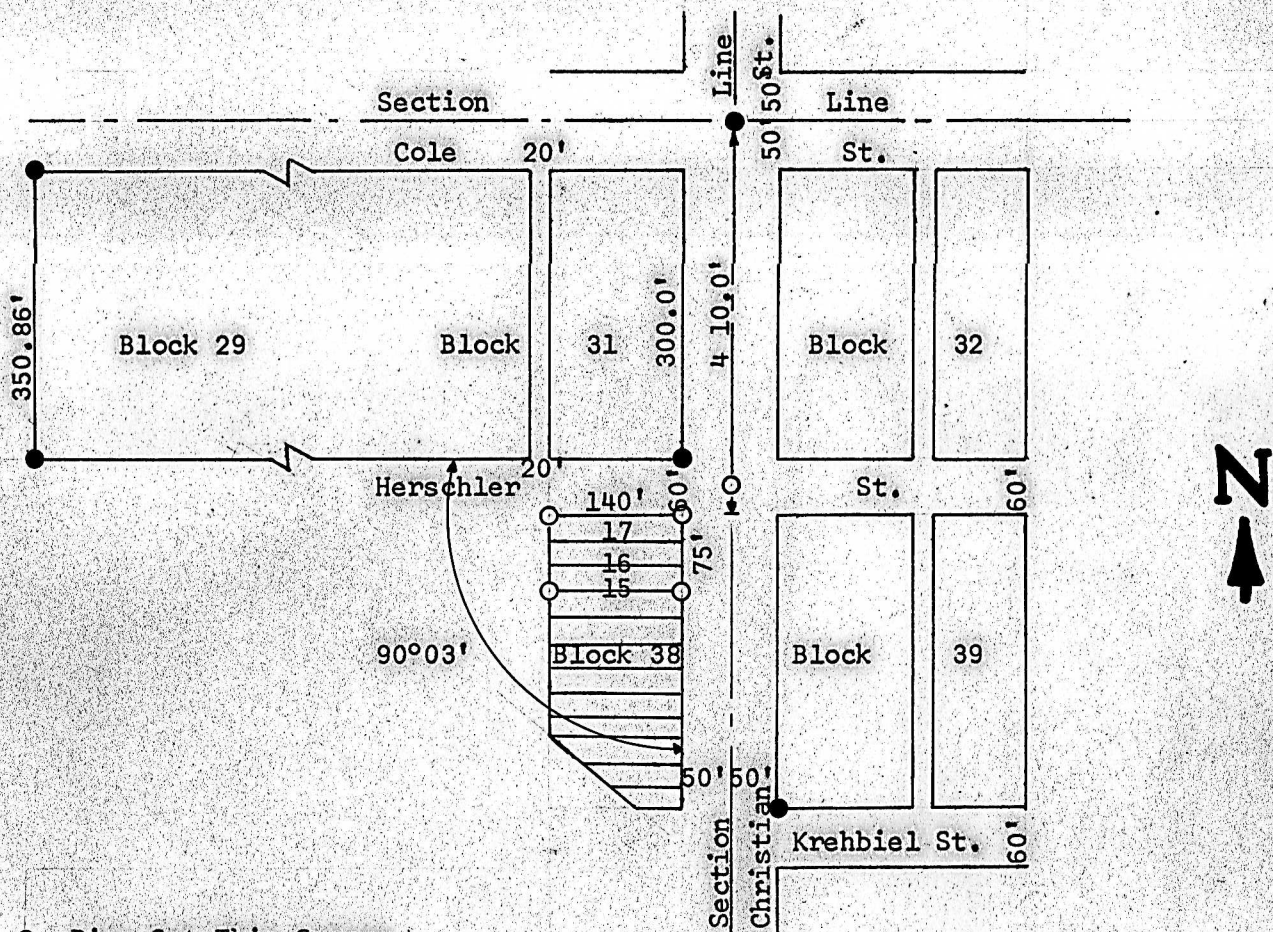 Line
St.
Section
Line
50' 50'
Cole
20'
St.
350.86'
300.0'
4 10.0'
Block 29
Block
31
Block
32
N
20'
Herschler
60'
St.
60'
140'
17
75'
16
15
90°03'
Block 38
Block
39
50' 50'
Section
Christian
Krehbiel St.
60'